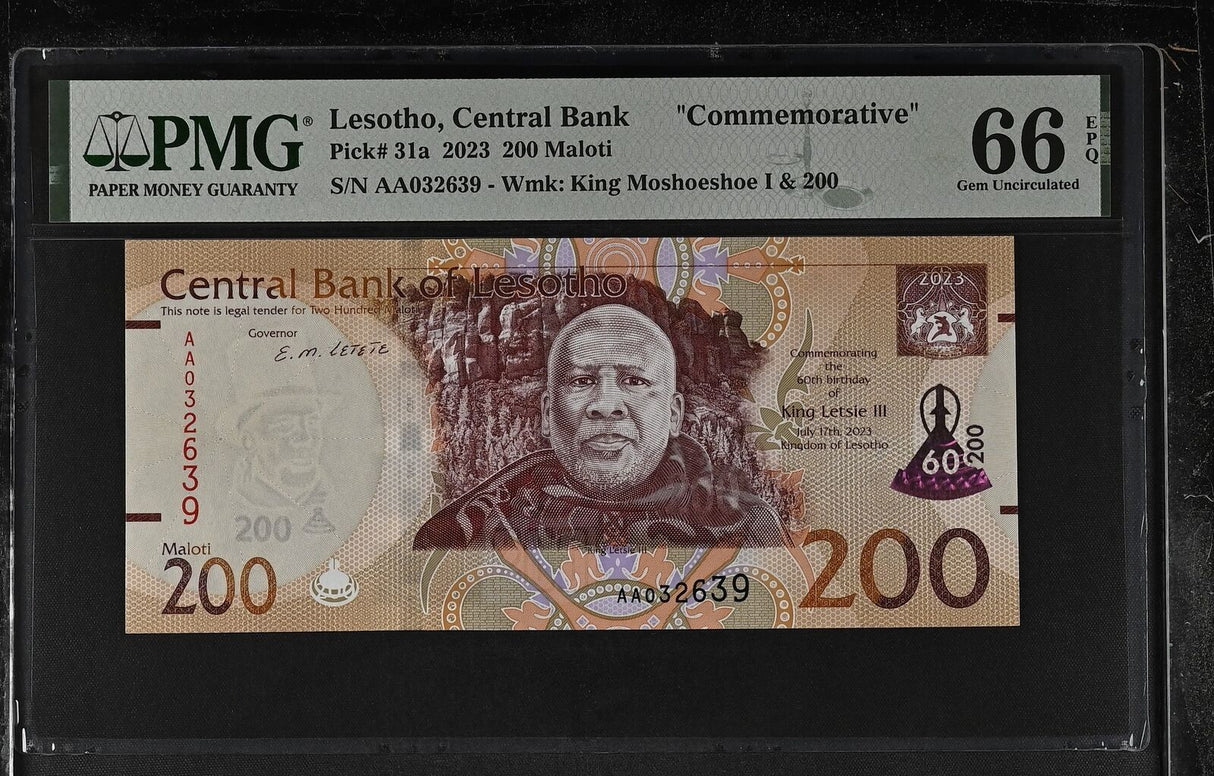 PMG®
PAPER MONEY GUARANTY
Lesotho, Central Bank "Commemorative"
Pick# 31a 2023 200 Maloti
S/N AA032639 - Wmk: King Moshoeshoe I & 200
66
EPQ
Gem Uncirculated
Central Bank of Lesotho
This note is legal tender for Two Hundred Maloti
Governor
E. M. LETETE
AA032639
200
Maloti
200
King Letsie III
AA032639
2023
Commemorating
the
60th birthday
of
King Letsie III
July 17th, 2023
Kingdom of Lesotho
60
200
200